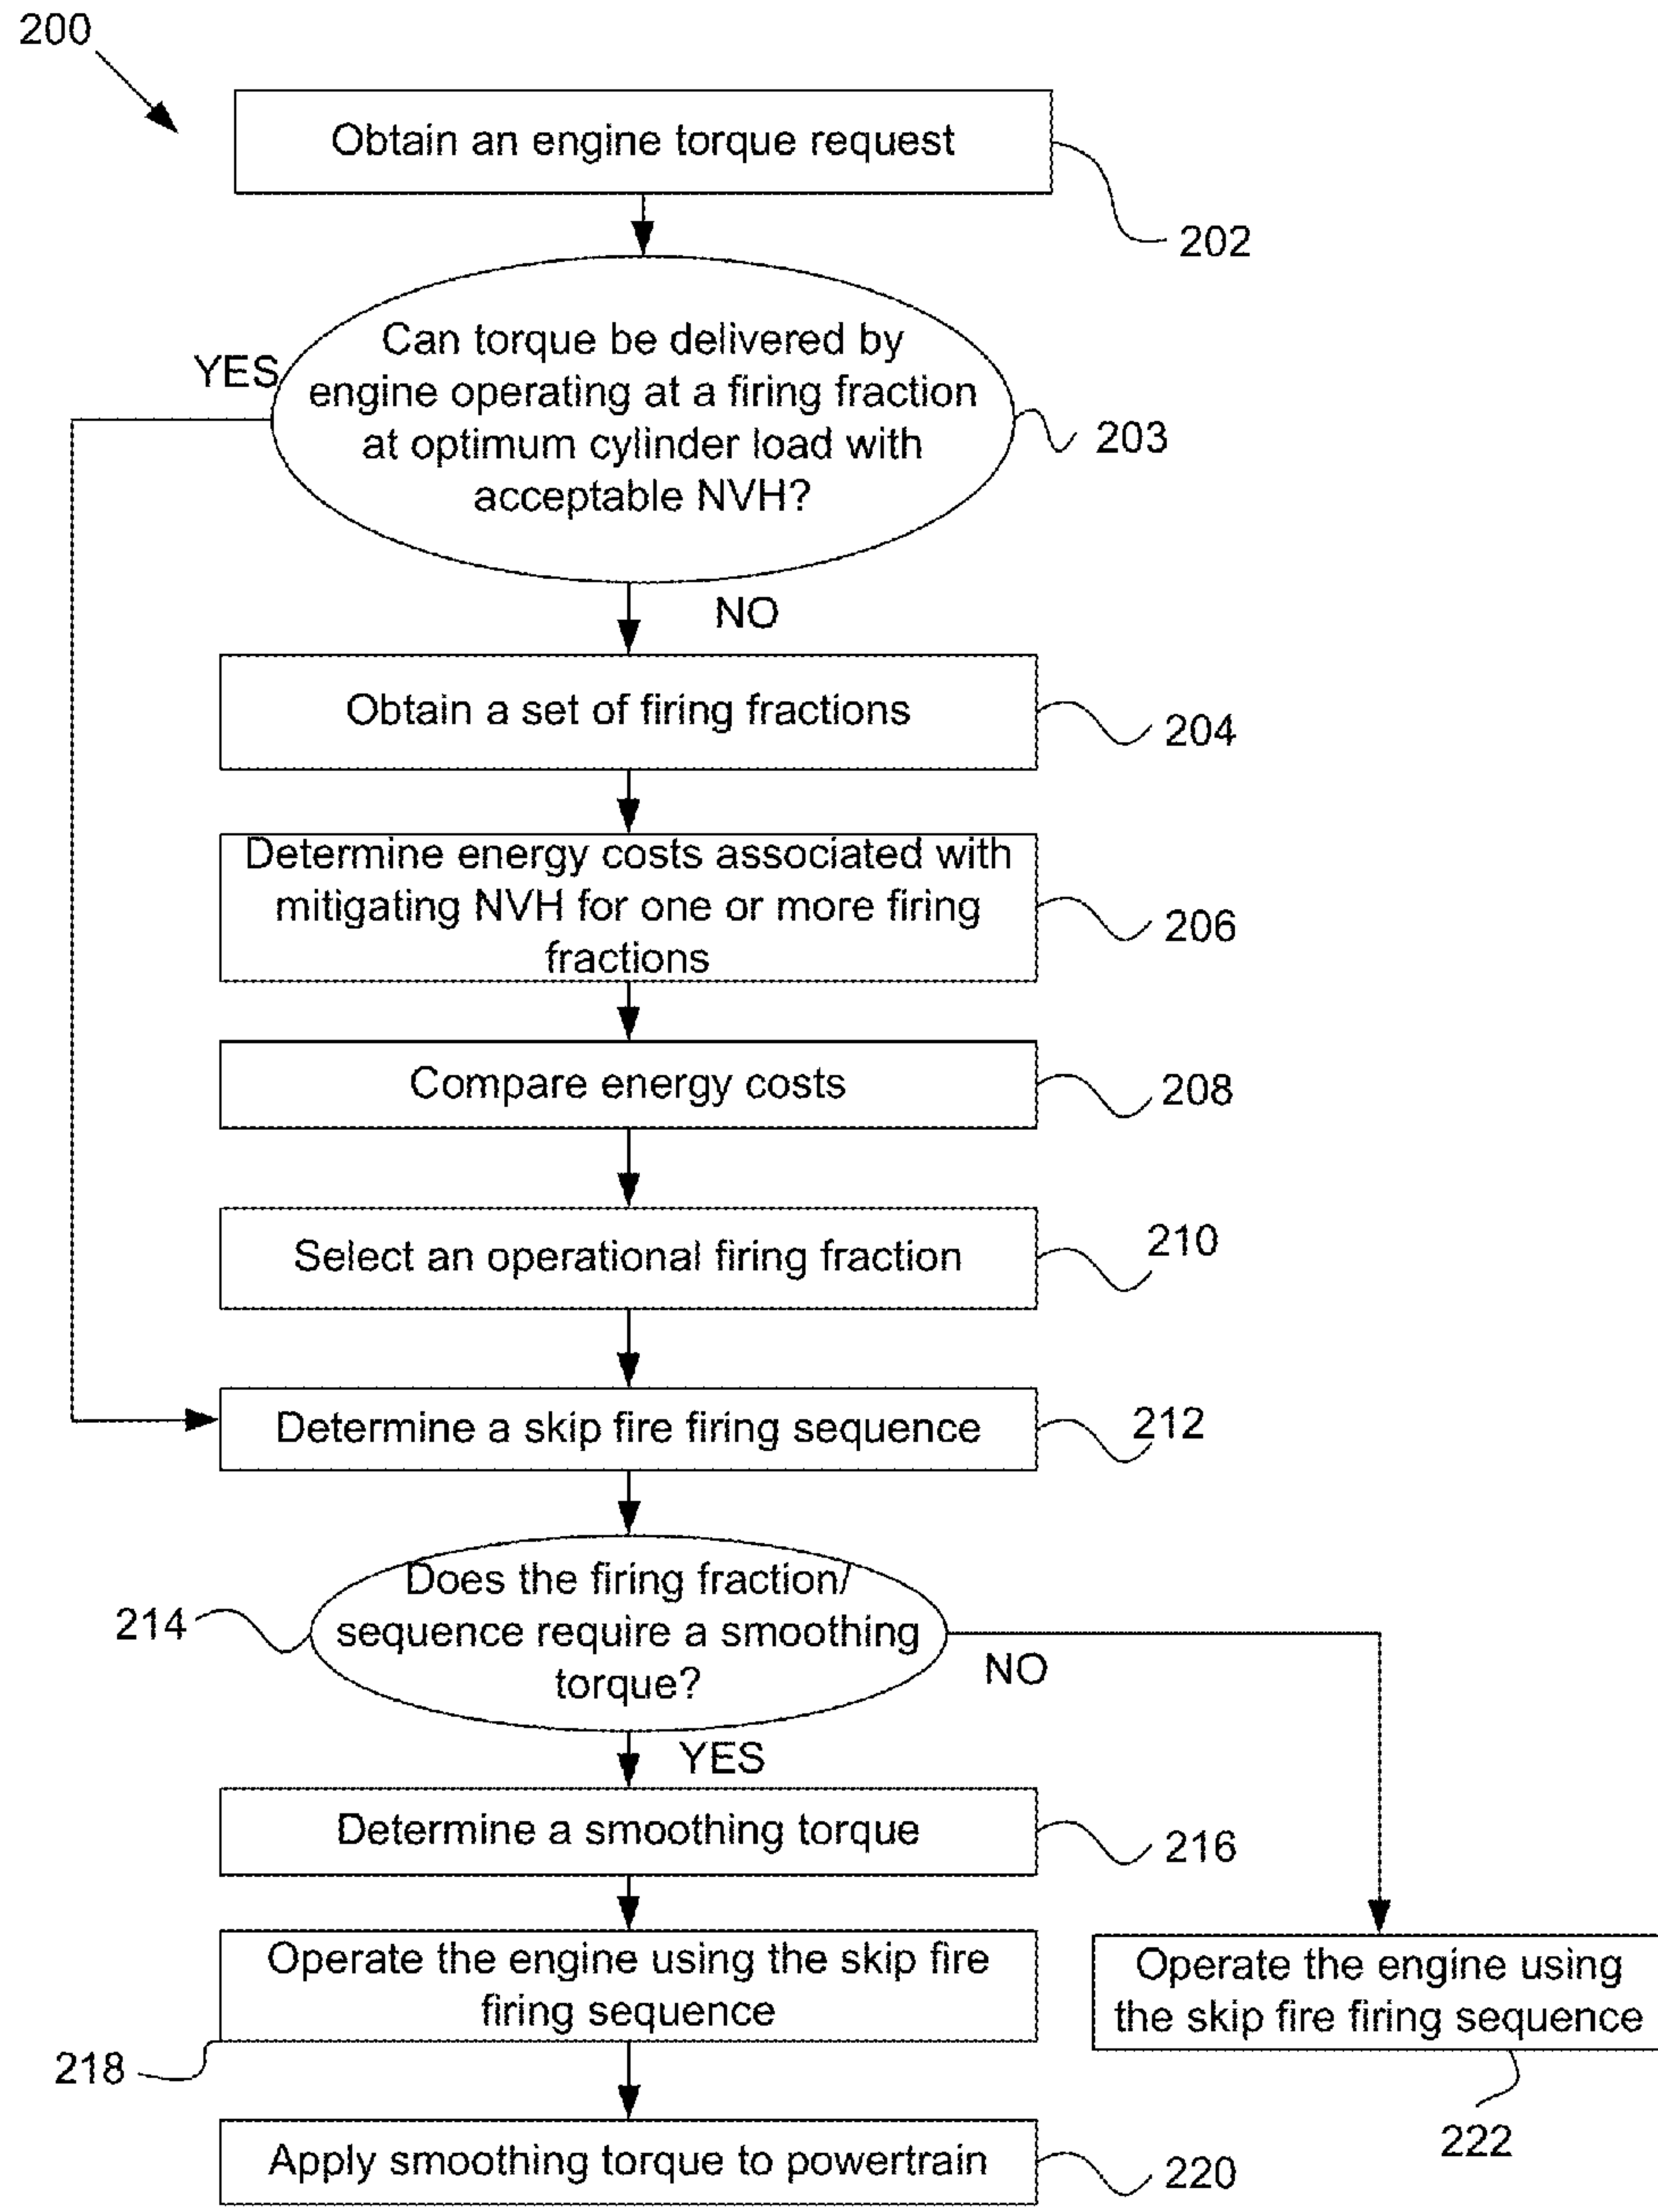 200
Obtain an engine torque request
202
Can torque be delivered by
engine operating at a firing fraction
at optimum cylinder load with
acceptable NVH?
YES
203
NO
Obtain a set of firing fractions
204
Determine energy costs associated with
mitigating NVH for one or more firing
fractions
206
Compare energy costs
208
Select an operational firing fraction
210
Determine a skip fire firing sequence
212
Does the firing fraction/
sequence require a smoothing
torque?
214
NO
YES
Determine a smoothing torque
216
Operate the engine using the skip fire
firing sequence
218
Operate the engine using
the skip fire firing sequence
222
Apply smoothing torque to powertrain
220